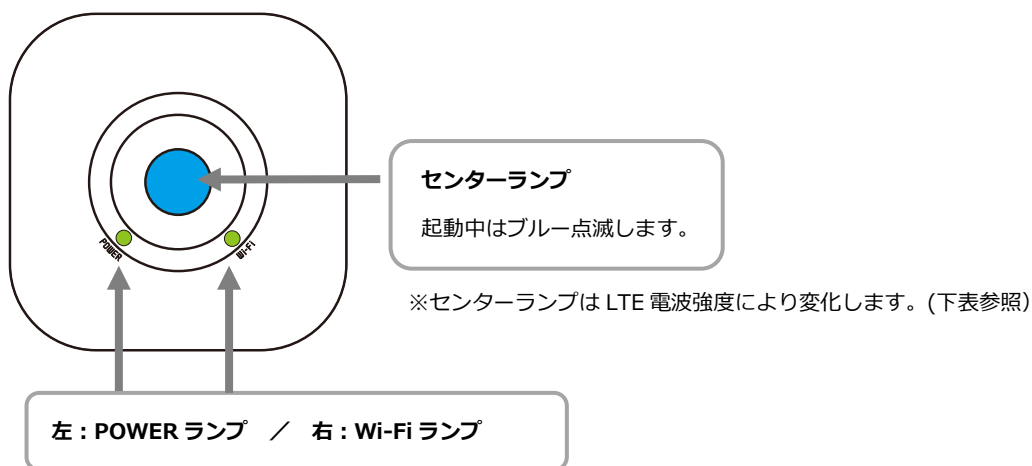 センターランプ
起動中はブルー点滅します。
POWER
Wi-Fi
※センターランプは LTE 電波強度により変化します。(下表参照）
左：POWER ランプ　／　右：Wi-Fi ランプ